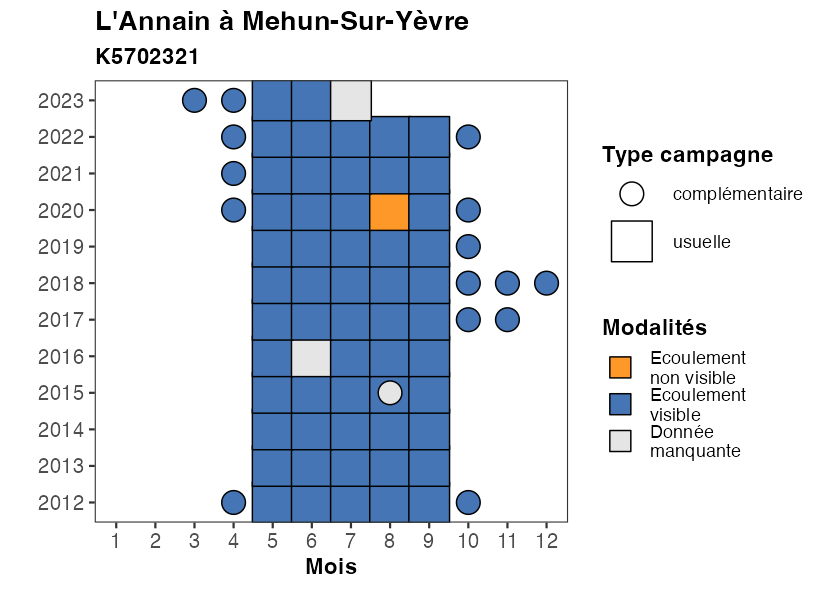 L'Annain à Mehun-Sur-Yèvre
K5702321
2023
2022
2021
2020
2019
2018
2017
2016
2015
2014
2013
2012
1 2 3 4 5 6 7 8 9 10 11 12
Mois
Type campagne
complémentaire
usuelle
Modalités
Ecoulement
non visible
Ecoulement
visible
Donnée
manquante